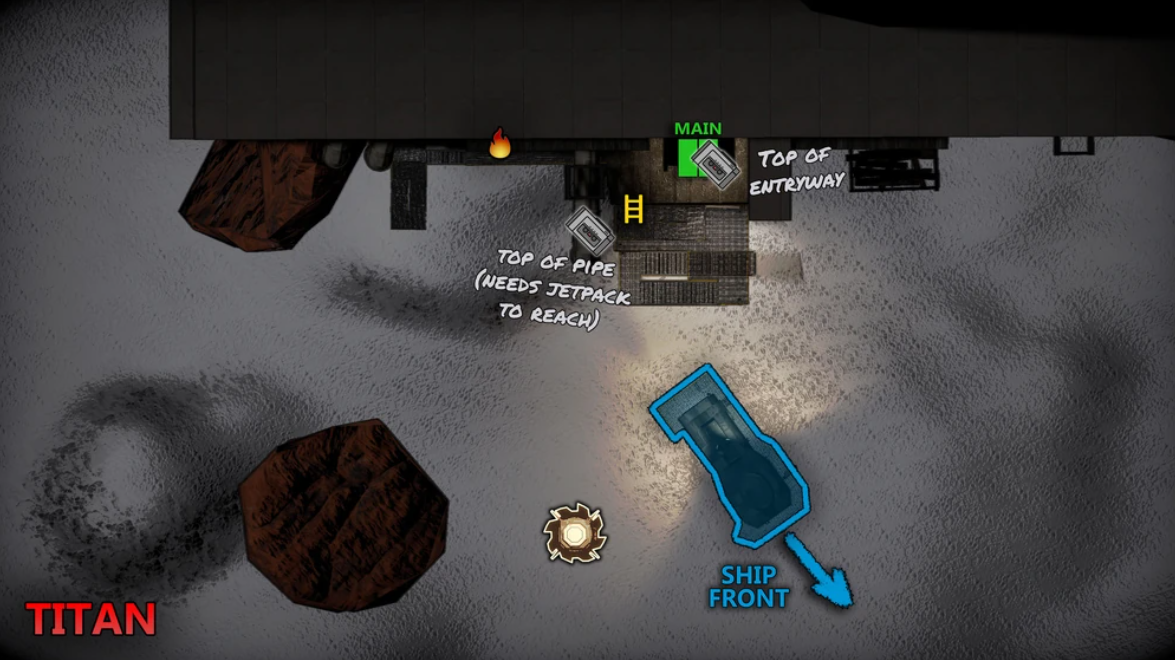 MAIN
TOP OF
ENTRYWAY
TOP OF PIPE
(NEEDS JETPACK
TO REACH)
SHIP
FRONT
TITAN